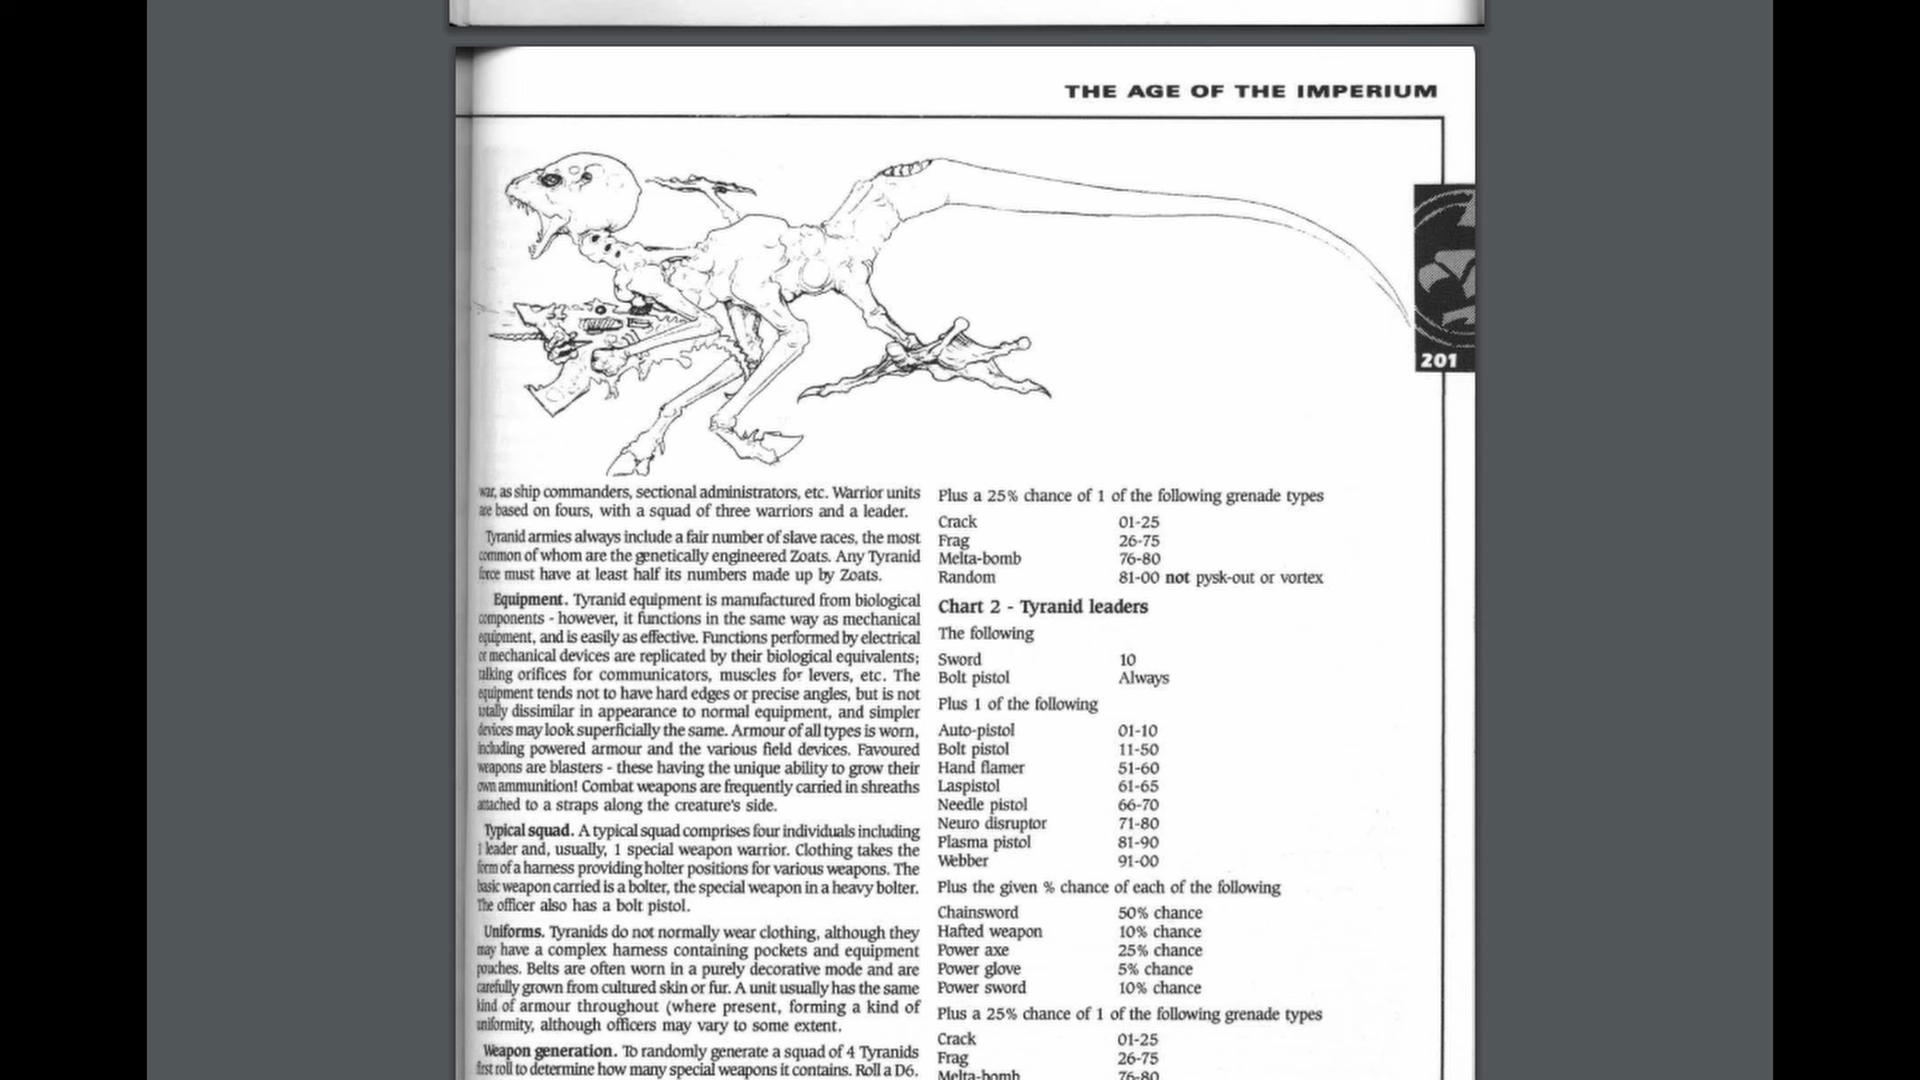 THE AGE OF THE IMPERIUM
201
war, as ship commanders, sectional administrators, etc. Warrior units
are based on fours, with a squad of three warriors and a leader.
Tyranid armies always include a fair number of slave races, the most
common of whom are the genetically engineered Zoats. Any Tyranid
force must have at least half its numbers made up by Zoats.
Equipment. Tyranid equipment is manufactured from biological
components - however, it functions in the same way as mechanical
equipment, and is easily as effective. Functions performed by electrical
or mechanical devices are replicated by their biological equivalents;
talking orifices for communicators, muscles for levers, etc. The
equipment tends not to have hard edges or precise angles, but is not
totally dissimilar in appearance to normal equipment, and simpler
devices may look superficially the same. Armour of all types is worn,
including powered armour and the various field devices. Favoured
weapons are blasters - these having the unique ability to grow their
own ammunition! Combat weapons are frequently carried in shreaths
attached to a straps along the creature's side.
Typical squad. A typical squad comprises four individuals including
1 leader and, usually, 1 special weapon warrior. Clothing takes the
form of a harness providing holter positions for various weapons. The
basic weapon carried is a bolter, the special weapon in a heavy bolter.
The officer also has a bolt pistol.
Uniforms. Tyranids do not normally wear clothing, although they
may have a complex harness containing pockets and equipment
pouches. Belts are often worn in a purely decorative mode and are
carefully grown from cultured skin or fur. A unit usually has the same
kind of armour throughout (where present, forming a kind of
uniformity, although officers may vary to some extent.
Weapon generation. To randomly generate a squad of 4 Tyranids
first roll to determine how many special weapons it contains. Roll a D6.
Plus a 25% chance of 1 of the following grenade types
Crack 01-25
Frag 26-75
Melta-bomb 76-80
Random 81-00 not pysk-out or vortex
Chart 2 - Tyranid leaders
The following
Sword 10
Bolt pistol Always
Plus 1 of the following
Auto-pistol 01-10
Bolt pistol 11-50
Hand flamer 51-60
Laspistol 61-65
Needle pistol 66-70
Neuro disruptor 71-80
Plasma pistol 81-90
Webber 91-00
Plus the given % chance of each of the following
Chainsword 50% chance
Hafted weapon 10% chance
Power axe 25% chance
Power glove 5% chance
Power sword 10% chance
Plus a 25% chance of 1 of the following grenade types
Crack 01-25
Frag 26-75
Melta-bomb 76-80